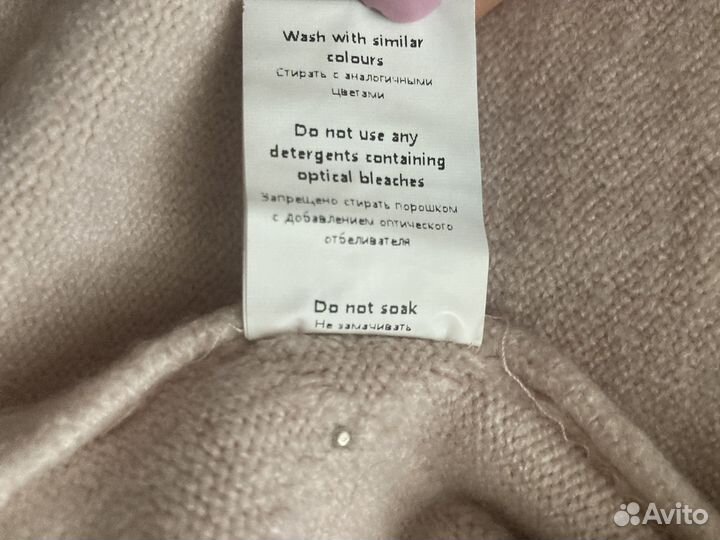 Wash with similar
colours
Стирать с аналогичными
цветами
Do not use any
detergents containing
optical bleaches
Запрещено стирать порошком
с добавлением оптического
отбеливателя
Do not soak
Не замачивать
Avito